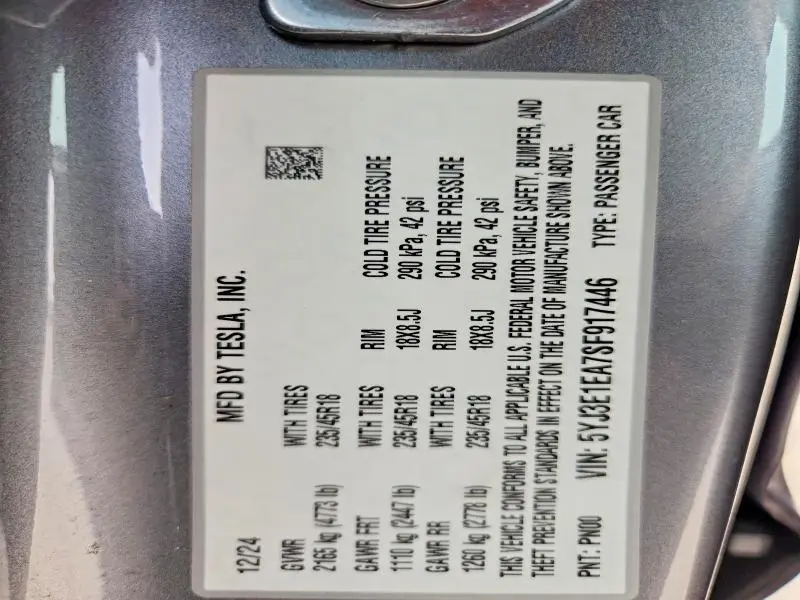 MFD BY TESLA, INC.
12/24
GVWR WITH TIRES
2165 kg (4773 lb) 235/45R18
GAWR FRT WITH TIRES RIM COLD TIRE PRESSURE
1110 kg (2447 lb) 235/45R18 18X8.5J 290 kPa, 42 psi
GAWR RR WITH TIRES RIM COLD TIRE PRESSURE
1260 kg (2778 lb) 235/45R18 18X8.5J 290 kPa, 42 psi
THIS VEHICLE CONFORMS TO ALL APPLICABLE U.S. FEDERAL MOTOR VEHICLE SAFETY, BUMPER, AND
THEFT PREVENTION STANDARDS IN EFFECT ON THE DATE OF MANUFACTURE SHOWN ABOVE.
PNT: PN00 VIN: 5YJ3E1EA7SF917446 TYPE: PASSENGER CAR